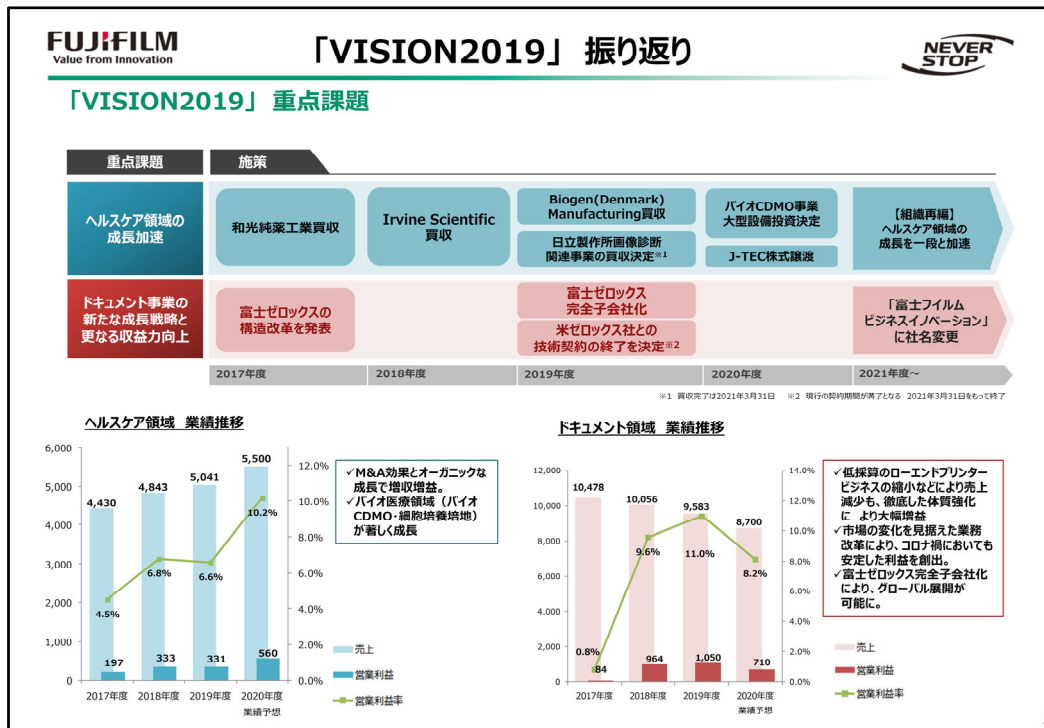 FUJIFILM
Value from Innovation
「VISION2019」 振り返り
NEVER
STOP
「VISION2019」 重点課題
重点課題
施策
ヘルスケア領域の
成長加速
和光純薬工業買収
Irvine Scientific
買収
Biogen(Denmark)
Manufacturing買収
日立製作所画像診断
関連事業の買収決定※1
バイオCDMO事業
大型設備投資決定
J-TEC株式譲渡
【組織再編】
ヘルスケア領域の
成長を一段と加速
ドキュメント事業の
新たな成長戦略と
更なる収益力向上
富士ゼロックスの
構造改革を発表
富士ゼロックス
完全子会社化
米ゼロックス社との
技術契約の終了を決定※2
「富士フイルム
ビジネスイノベーション」
に社名変更
2017年度
2018年度
2019年度
2020年度
2021年度～
※1 買収完了は2021年3月31日 ※2 現行の契約期間が満了となる 2021年3月31日をもって終了
ヘルスケア領域 業績推移
6,000
5,000
4,000
3,000
2,000
1,000
0
12.0%
10.0%
8.0%
6.0%
4.0%
2.0%
0.0%
4,430
4,843
5,041
5,500
4.5%
6.8%
6.6%
10.2%
197
333
331
560
2017年度
2018年度
2019年度
2020年度
業績予想
✓M&A効果とオーガニックな
成長で増収増益。
✓バイオ医療領域（バイオ
CDMO・細胞培養培地）
が著しく成長
売上
営業利益
営業利益率
ドキュメント領域 業績推移
12,000
10,000
8,000
6,000
4,000
2,000
0
14.0%
12.0%
10.0%
8.0%
6.0%
4.0%
2.0%
0.0%
10,478
10,056
9,583
8,700
0.8%
9.6%
11.0%
8.2%
84
964
1,050
710
2017年度
2018年度
2019年度
2020年度
業績予想
✓低採算のローエンドプリンター
ビジネスの縮小などにより売上
減少も、徹底した体質強化
に より大幅増益
✓市場の変化を見据えた業務
改革により、コロナ禍においても
安定した利益を創出。
✓富士ゼロックス完全子会社化
により、グローバル展開が
可能に。
売上
営業利益
営業利益率